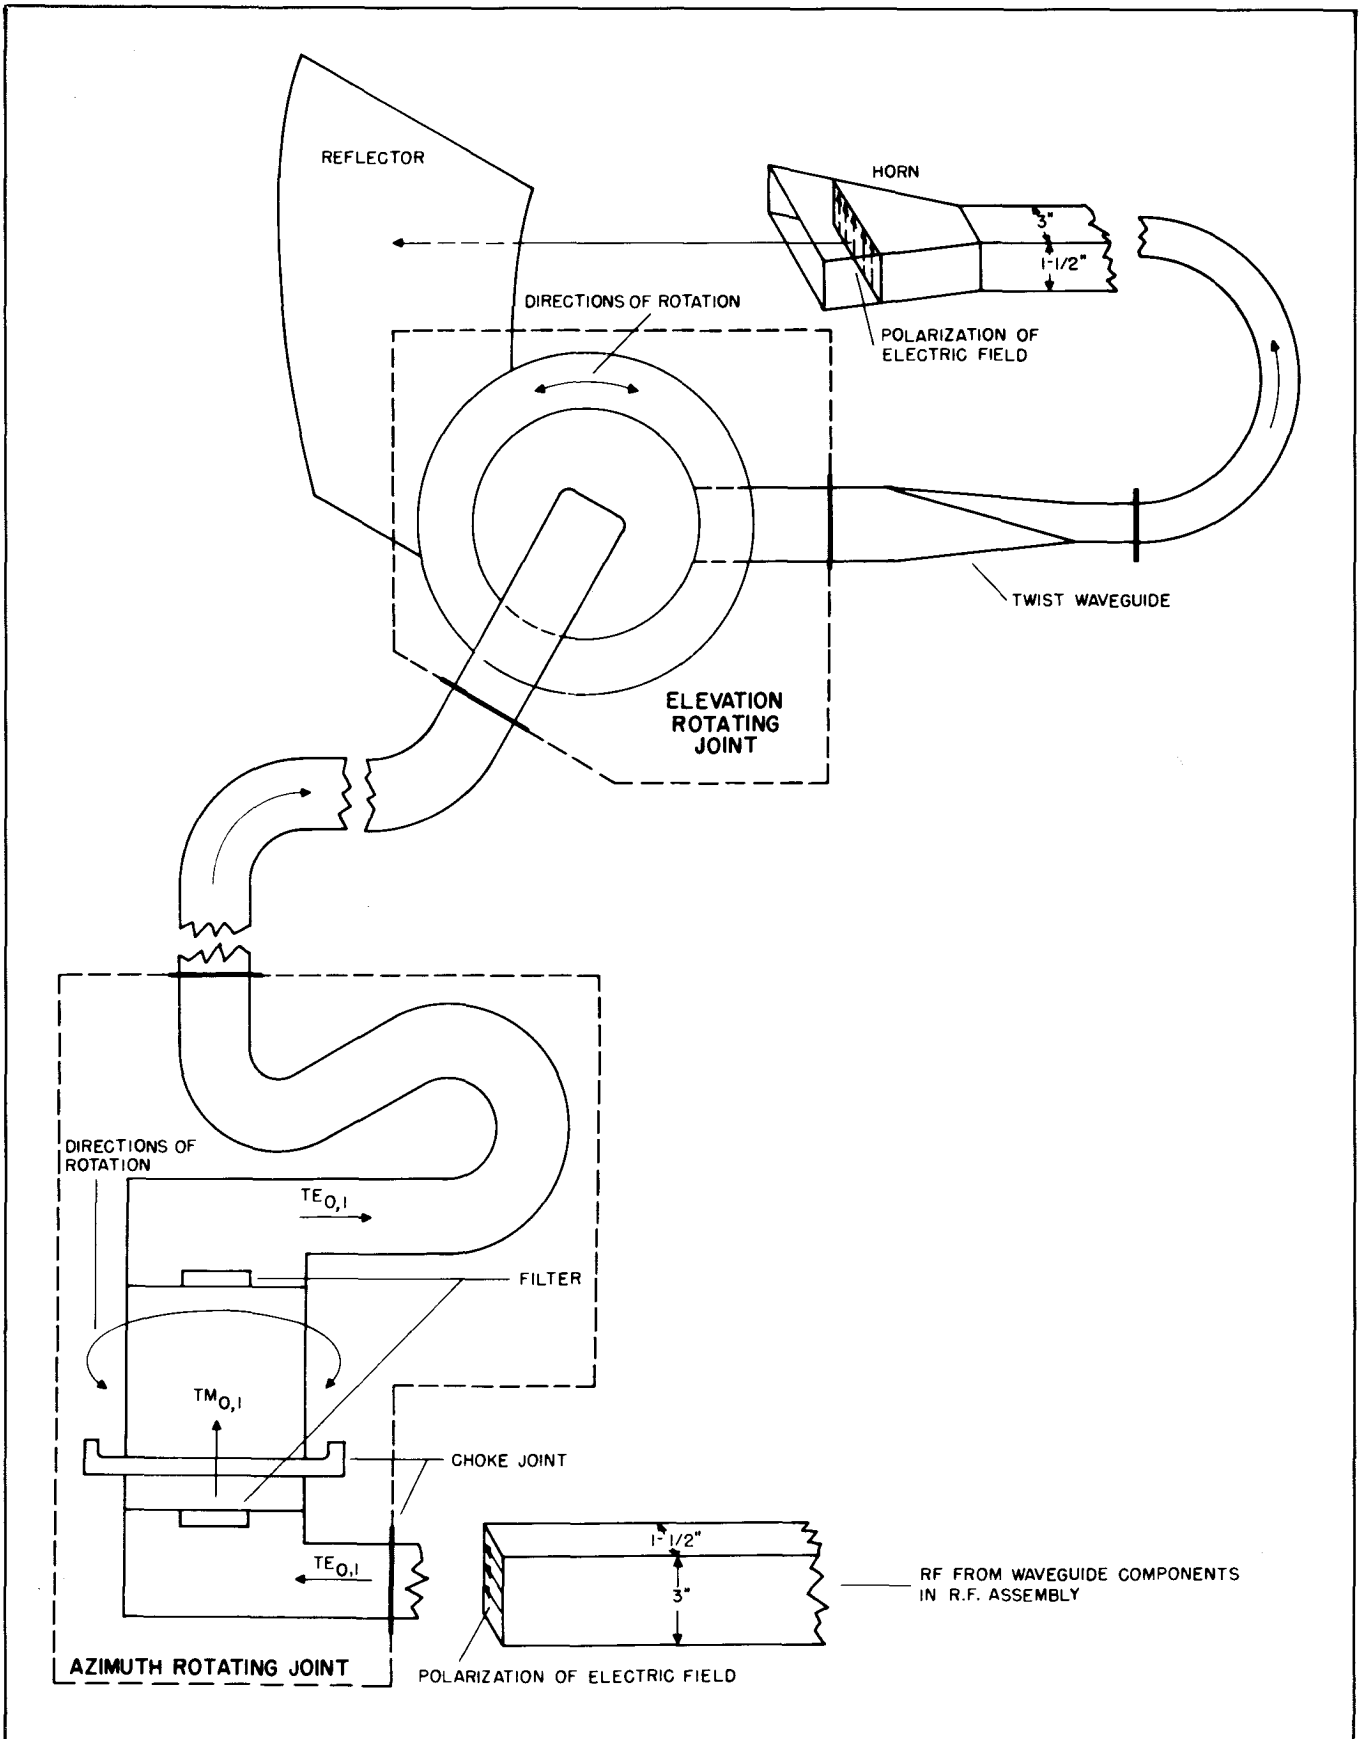 REFLECTOR
HORN
3"
1-1/2"
DIRECTIONS OF ROTATION
POLARIZATION OF
ELECTRIC FIELD
TWIST WAVEGUIDE
ELEVATION
ROTATING
JOINT
DIRECTIONS OF
ROTATION
TE0,1
FILTER
TM0,1
CHOKE JOINT
TE0,1
1-1/2"
3"
RF FROM WAVEGUIDE COMPONENTS
IN R.F. ASSEMBLY
POLARIZATION OF ELECTRIC FIELD
AZIMUTH ROTATING JOINT